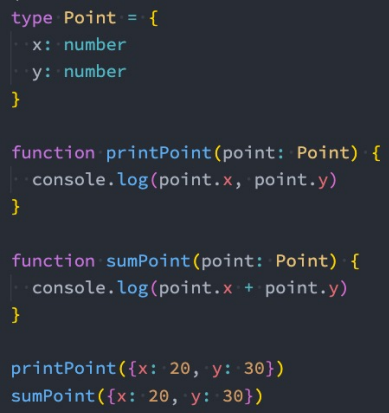 type Point = {
  x: number
  y: number
}

function printPoint(point: Point) {
  console.log(point.x, point.y)
}

function sumPoint(point: Point) {
  console.log(point.x + point.y)
}

printPoint({x: 20, y: 30})
sumPoint({x: 20, y: 30})